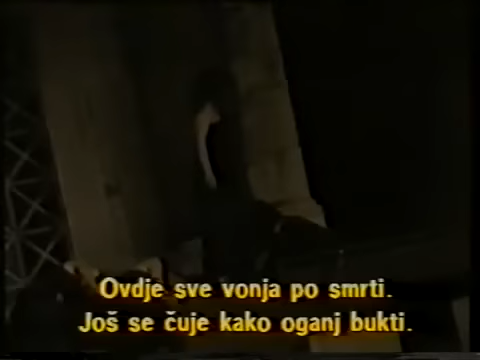 Ovdje sve vonja po smrti.
Još se čuje kako oganj bukti.